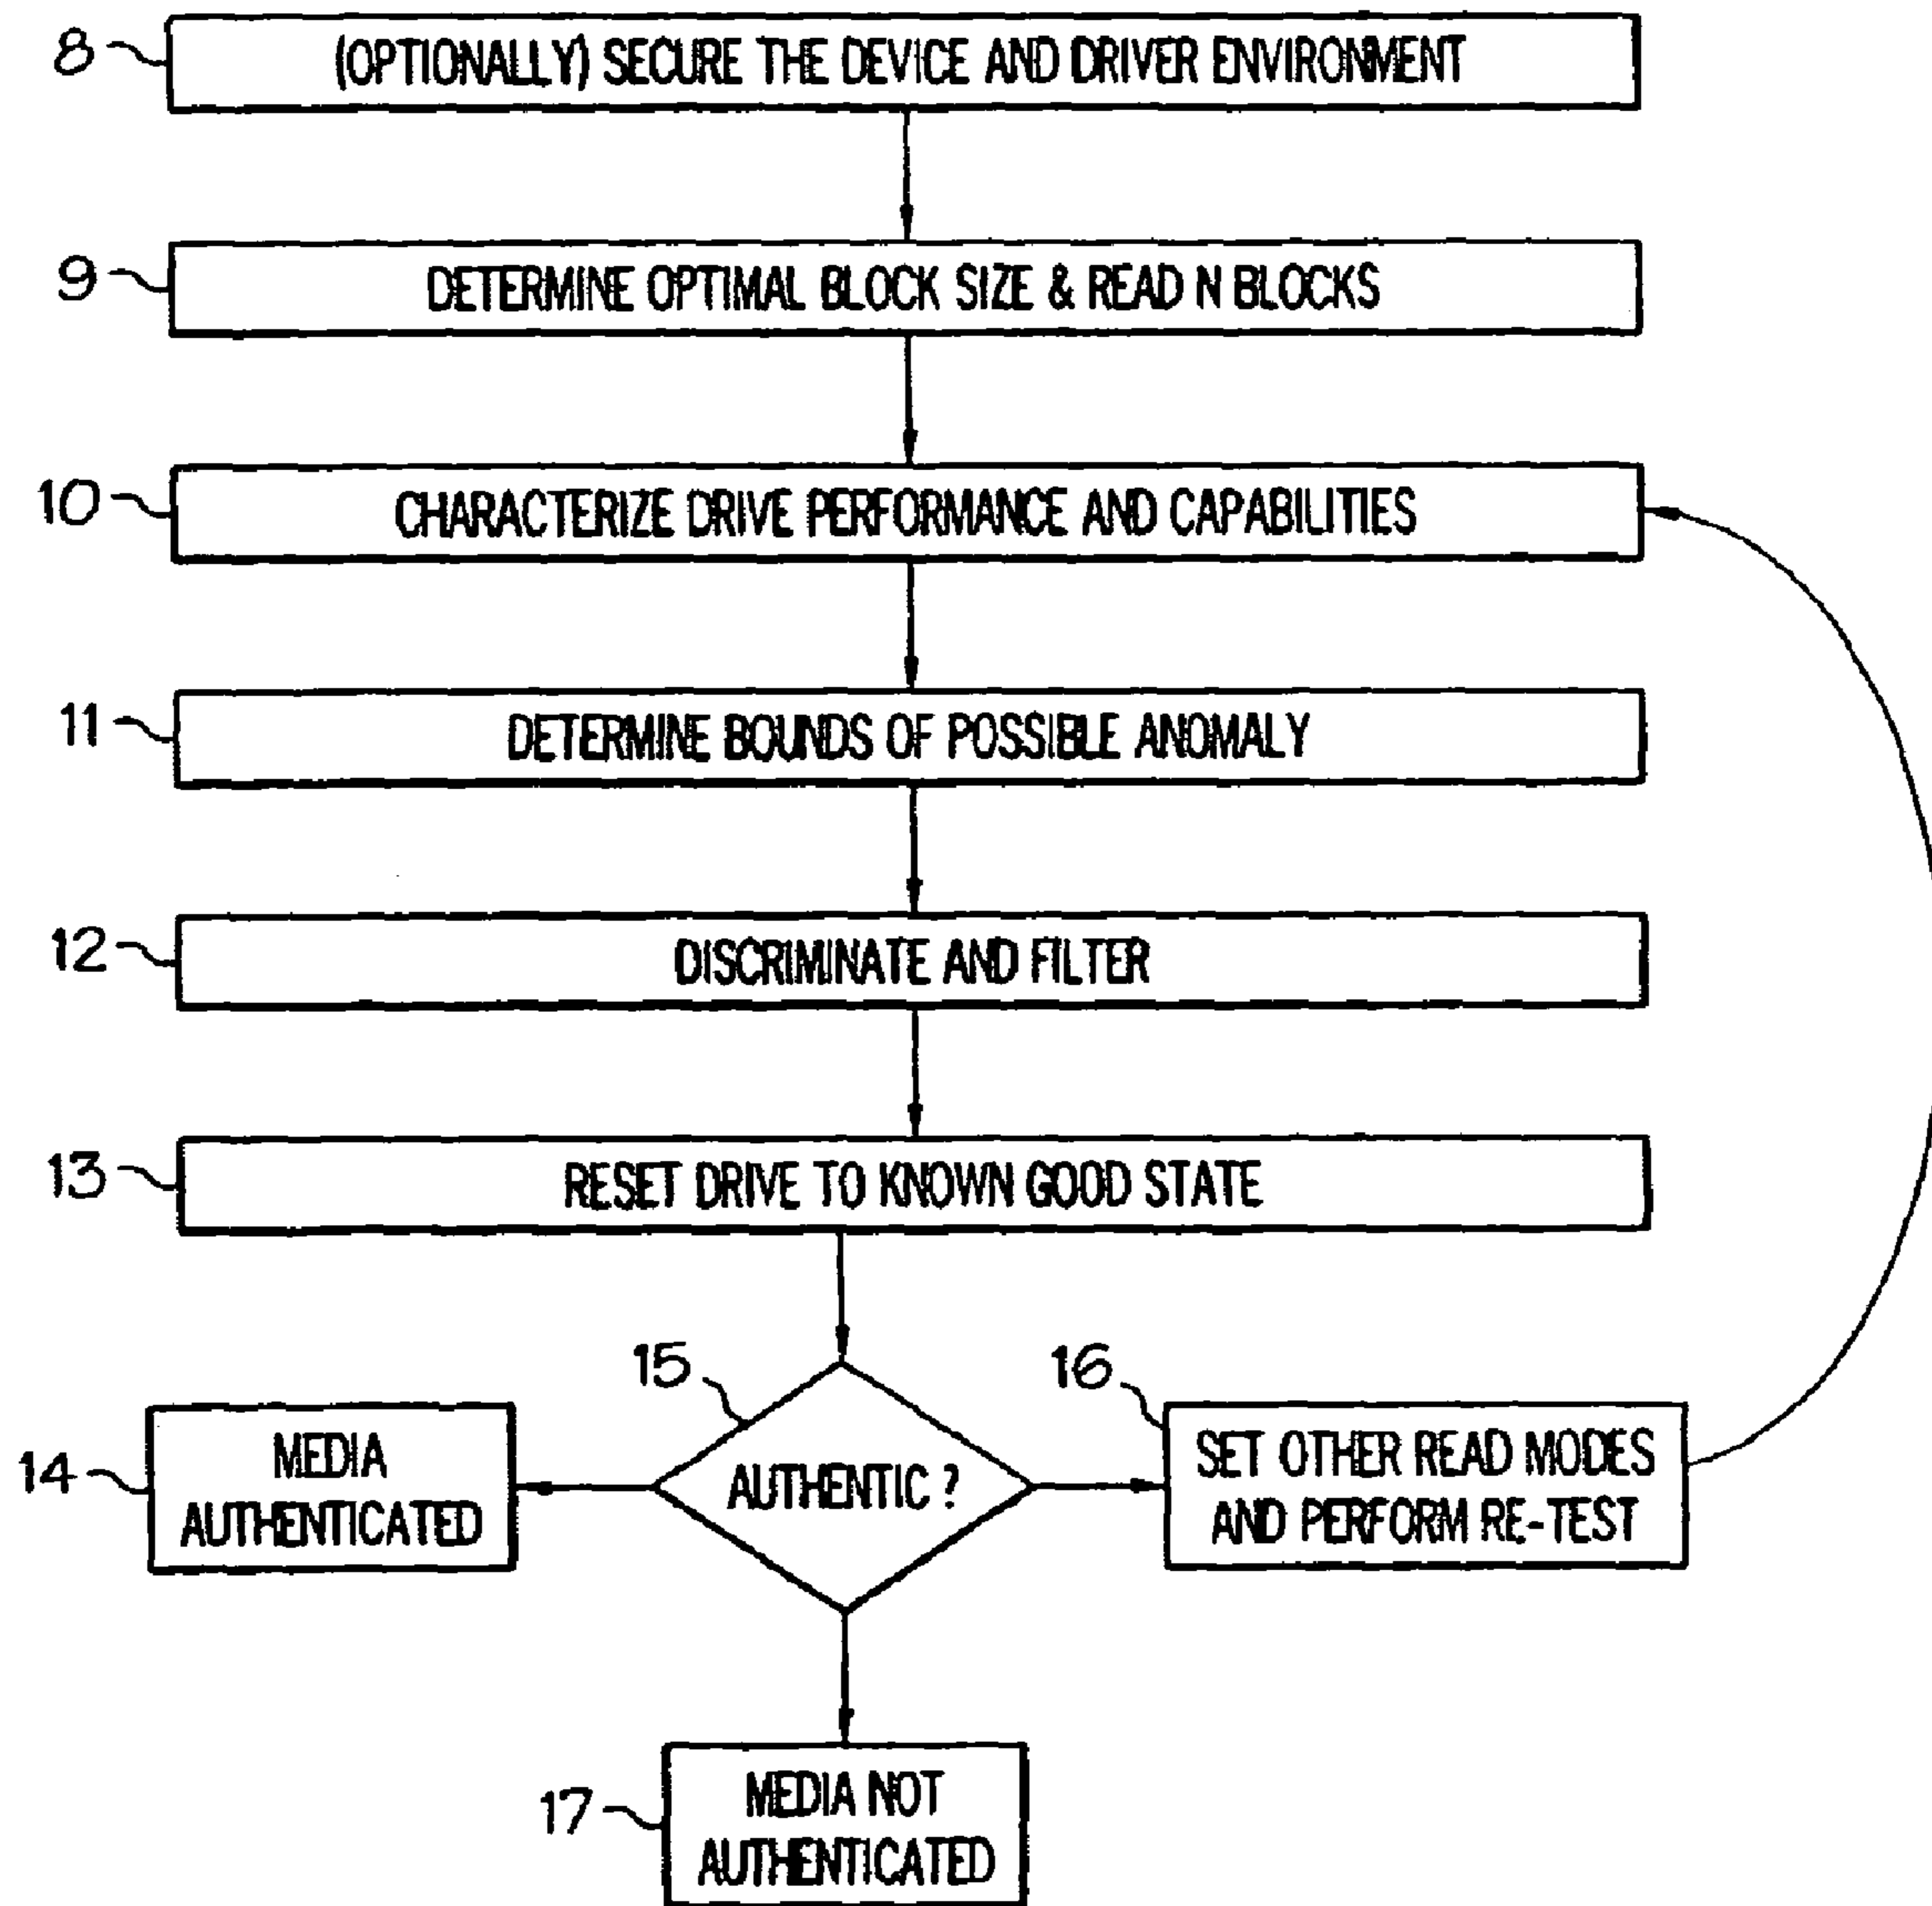 8 (OPTIONALLY) SECURE THE DEVICE AND DRIVER ENVIRONMENT
9 DETERMINE OPTIMAL BLOCK SIZE & READ N BLOCKS
10 CHARACTERIZE DRIVE PERFORMANCE AND CAPABILITIES
11 DETERMINE BOUNDS OF POSSIBLE ANOMALY
12 DISCRIMINATE AND FILTER
13 RESET DRIVE TO KNOWN GOOD STATE
14
MEDIA
AUTHENTICATED
15
AUTHENTIC ?
16
SET OTHER READ MODES
AND PERFORM RE-TEST
17
MEDIA NOT
AUTHENTICATED